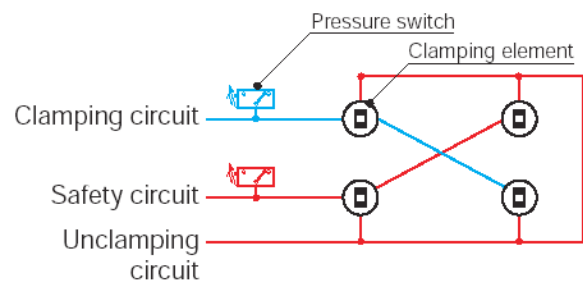 Pressure switch
Clamping element
Clamping circuit
Safety circuit
Unclamping
circuit